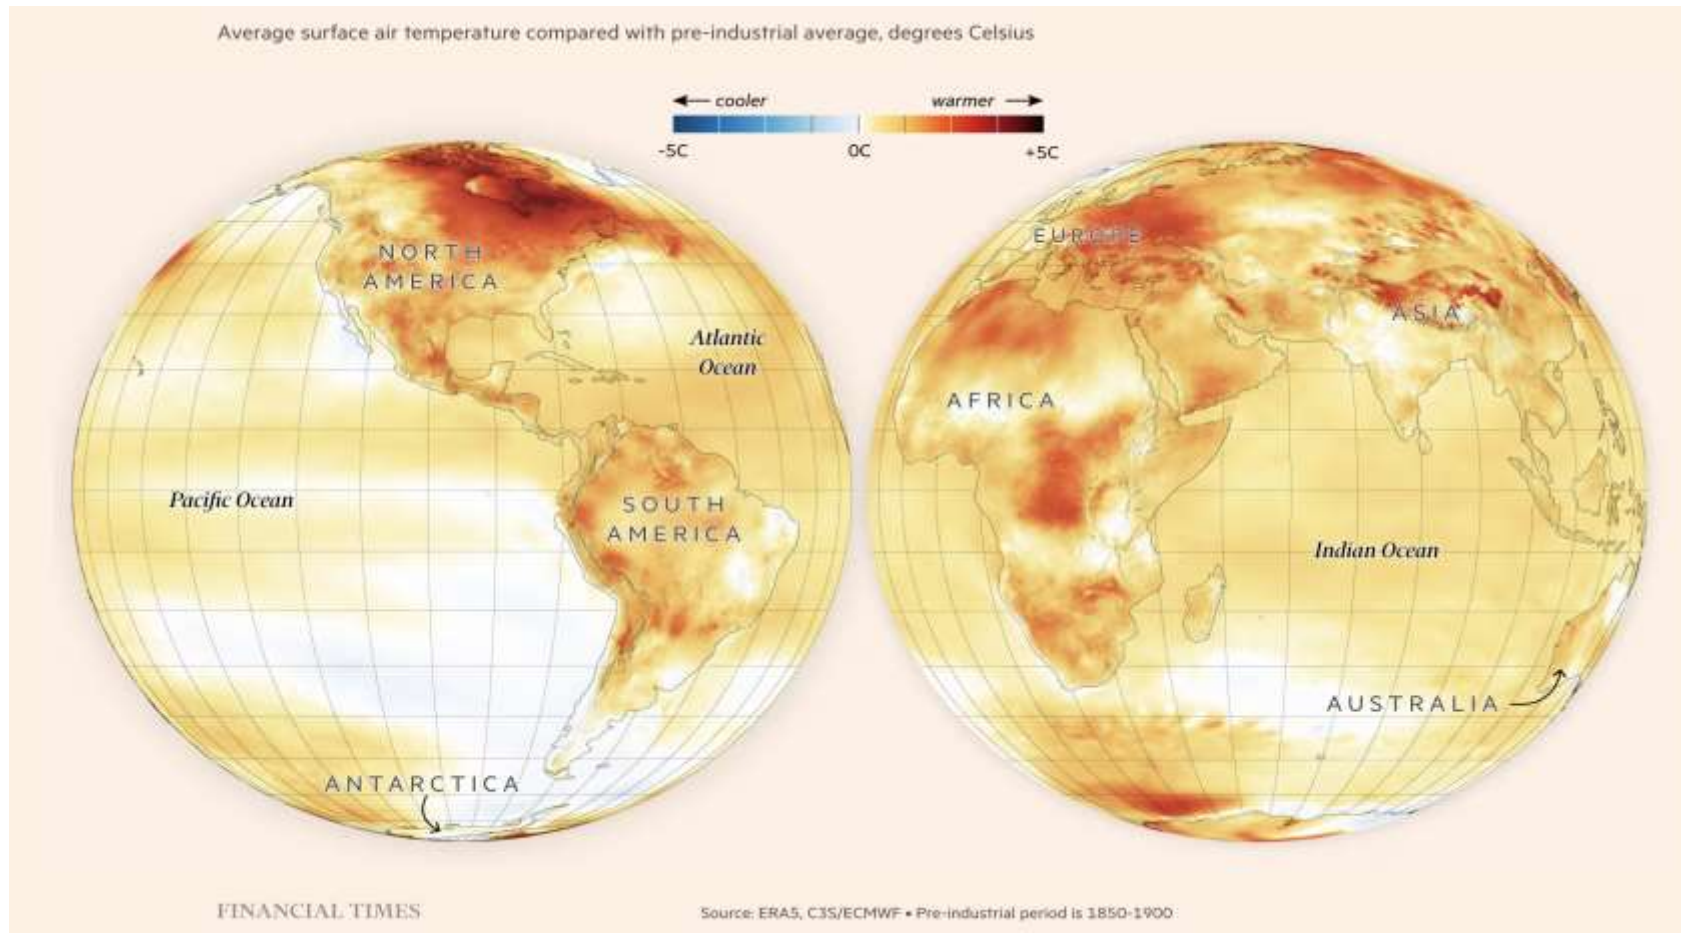 Average surface air temperature compared with pre-industrial average, degrees Celsius
cooler
warmer
-5C
0C
+5C
NORTH
AMERICA
Atlantic
Ocean
Pacific Ocean
SOUTH
AMERICA
ANTARCTICA
EUROPE
ASIA
AFRICA
Indian Ocean
AUSTRALIA
FINANCIAL TIMES
Source: ERA5, C3S/ECMWF • Pre-industrial period is 1850-1900